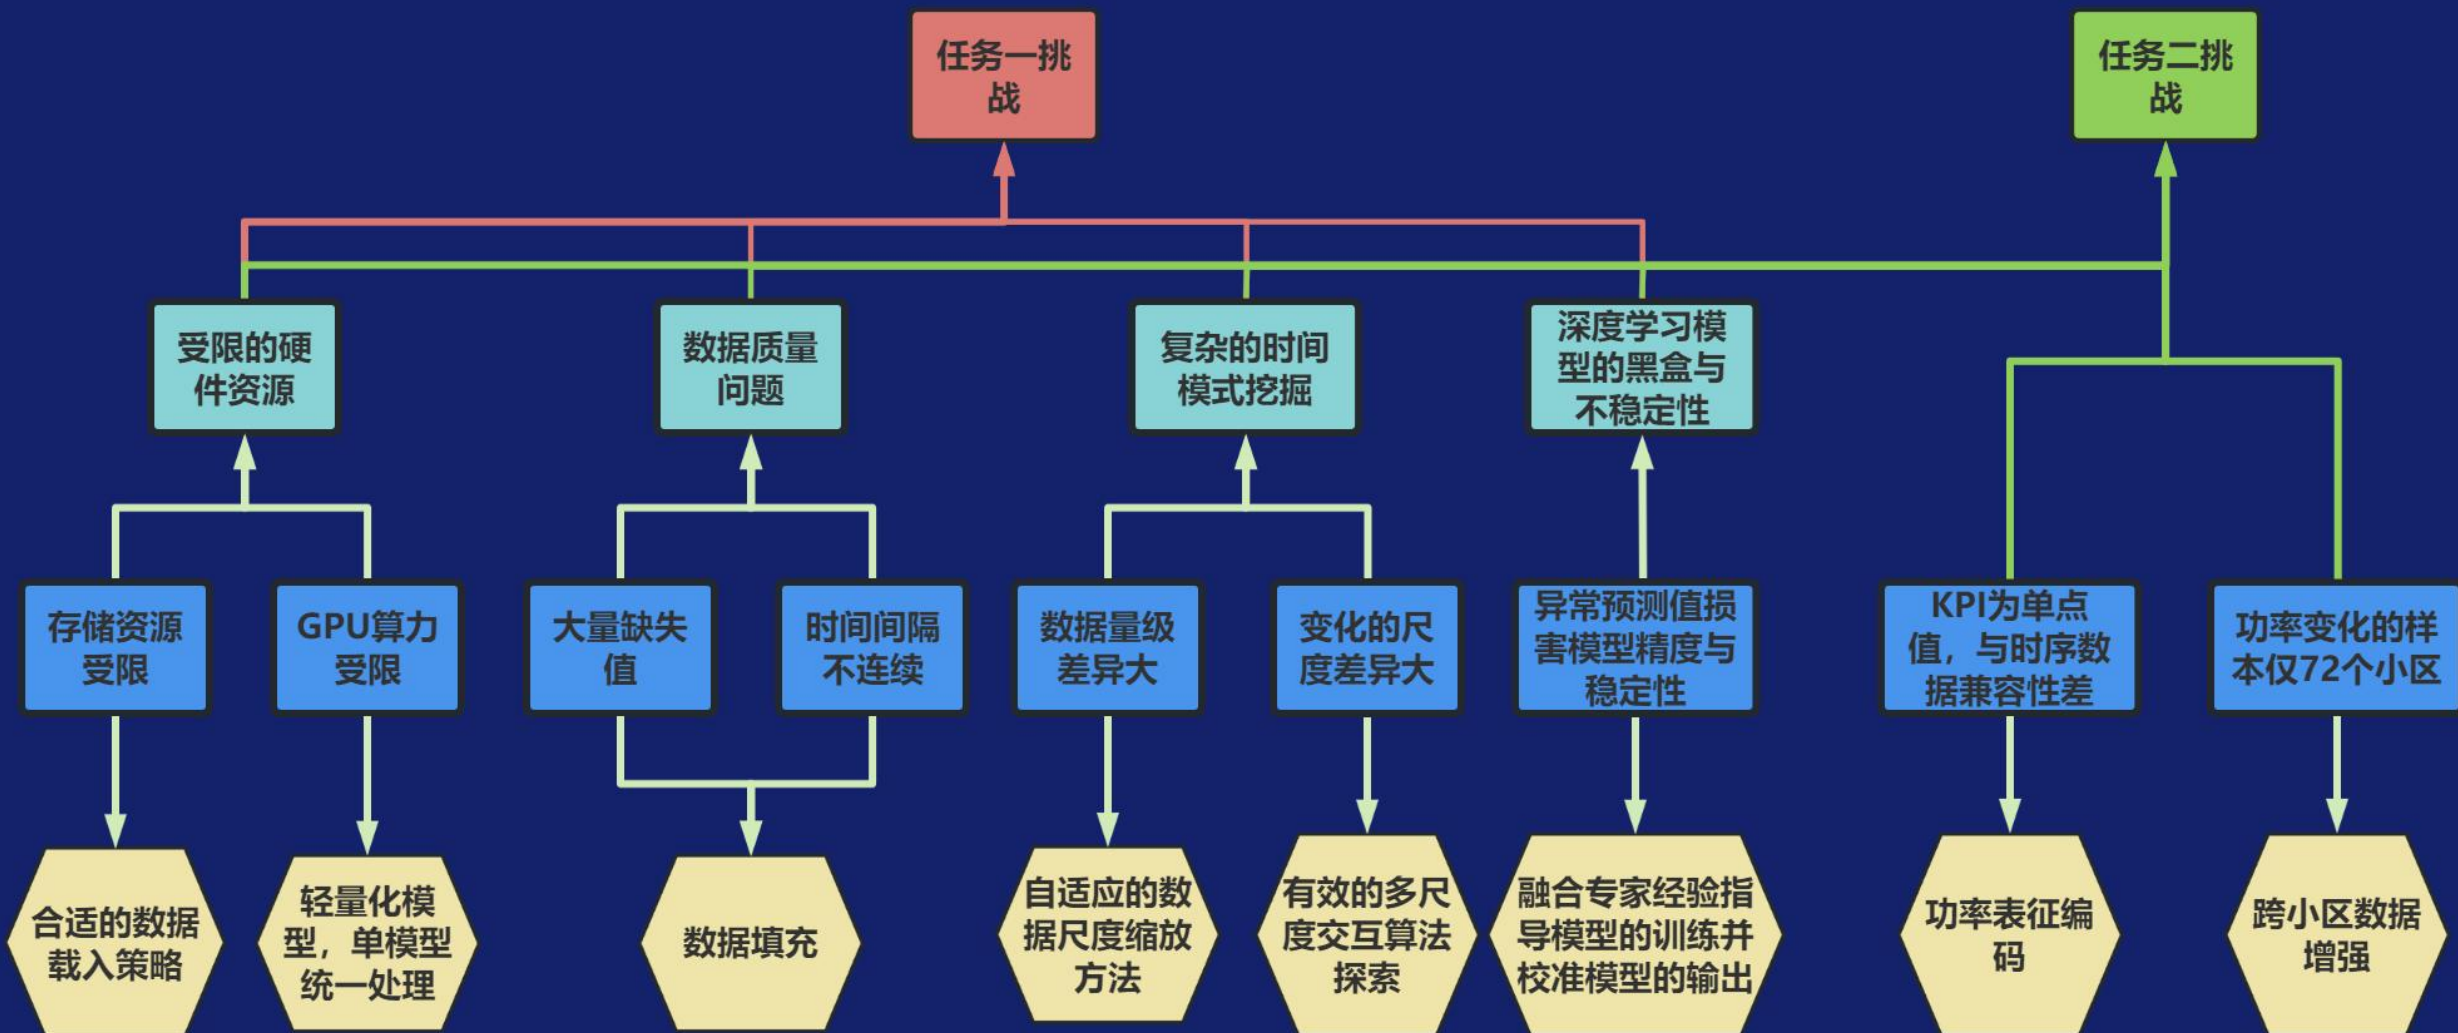 任务一挑
战
任务二挑
战
受限的硬
件资源
数据质量
问题
复杂的时间
模式挖掘
深度学习模
型的黑盒与
不稳定性
存储资源
受限
GPU算力
受限
大量缺失
值
时间间隔
不连续
数据量级
差异大
变化的尺
度差异大
异常预测值损
害模型精度与
稳定性
KPI为单点
值，与时序数
据兼容性差
功率变化的样
本仅72个小区
合适的数据
载入策略
轻量化模
型，单模型
统一处理
数据填充
自适应的数
据尺度缩放
方法
有效的多尺
度交互算法
探索
融合专家经验指
导模型的训练并
校准模型的输出
功率表征编
码
跨小区数据
增强